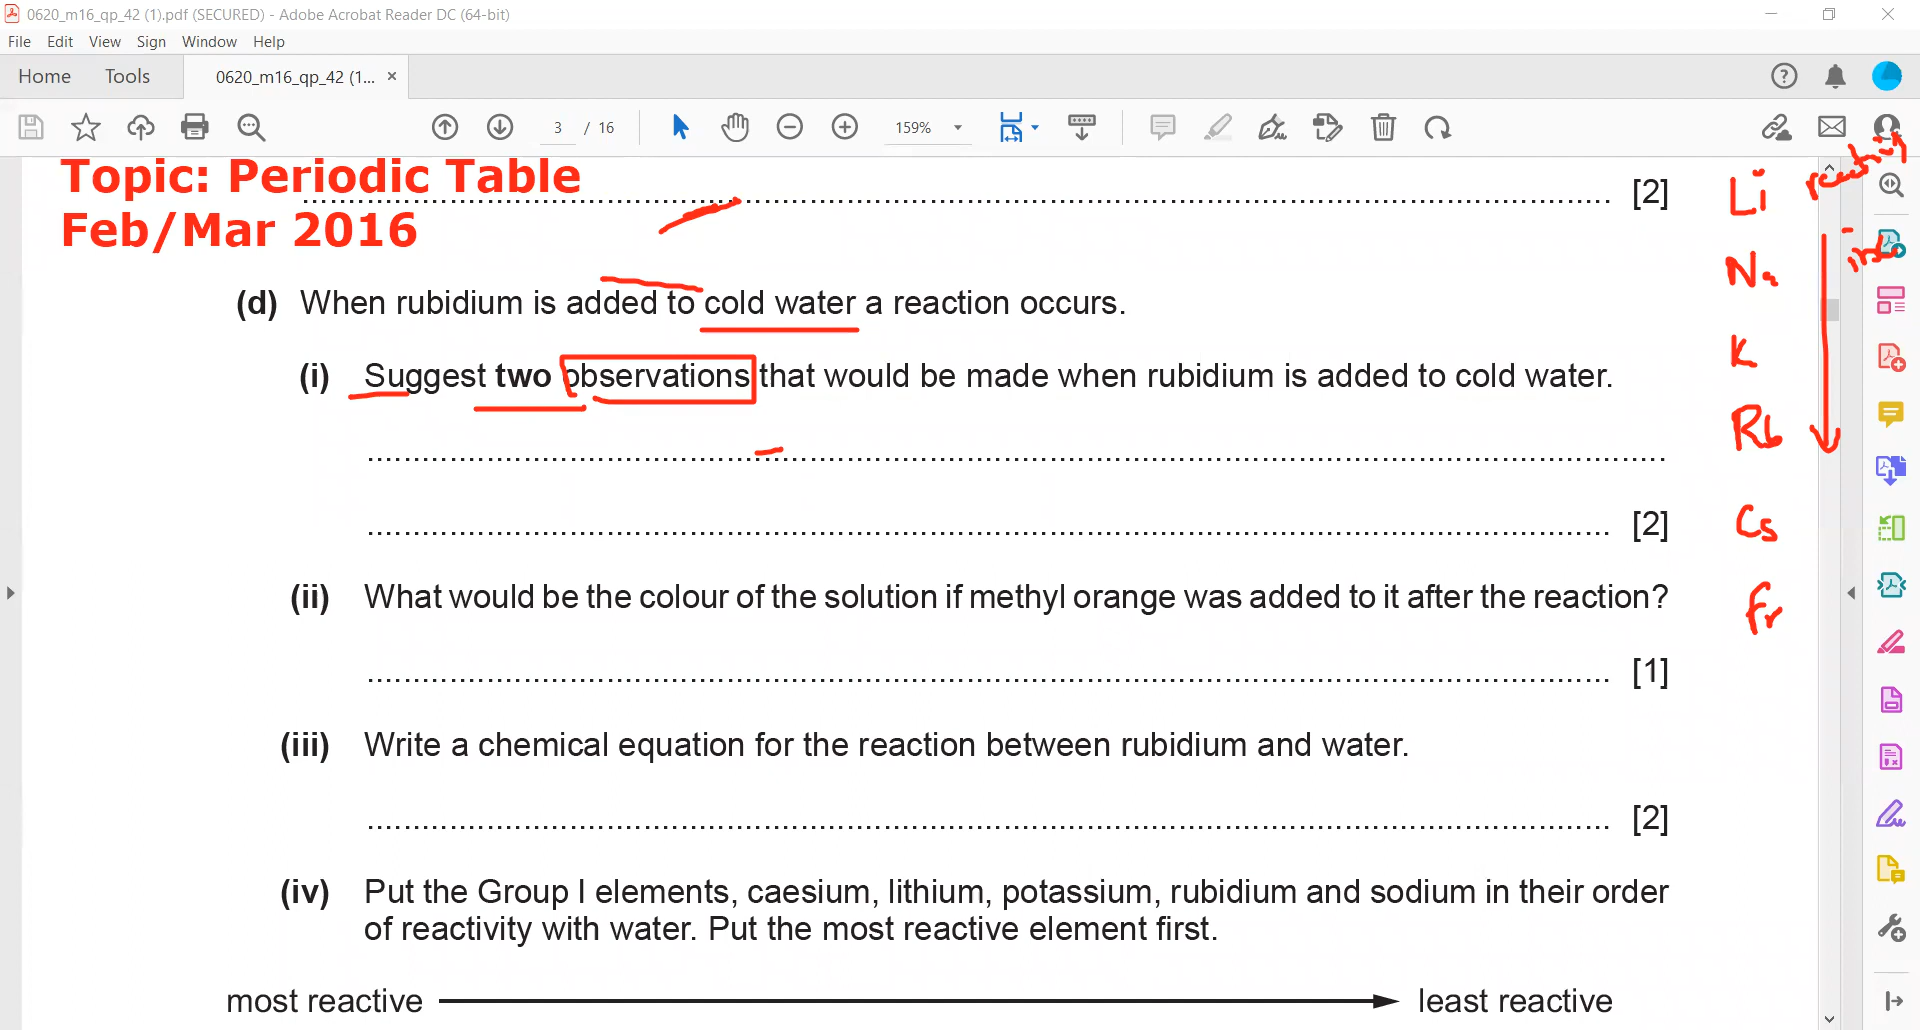 0620_m16_qp_42 (1).pdf (SECURED) - Adobe Acrobat Reader DC (64-bit)
File Edit View Sign Window Help
Home Tools 0620_m16_qp_42 (1... ×
3 / 16 159%
Topic: Periodic Table
Feb/Mar 2016
[2]
(d) When rubidium is added to cold water a reaction occurs.
(i) Suggest two observations that would be made when rubidium is added to cold water.
[2]
(ii) What would be the colour of the solution if methyl orange was added to it after the reaction?
[1]
(iii) Write a chemical equation for the reaction between rubidium and water.
[2]
(iv) Put the Group I elements, caesium, lithium, potassium, rubidium and sodium in their order
of reactivity with water. Put the most reactive element first.
most reactive least reactive
Li
Na
K
Rb
Cs
Fr